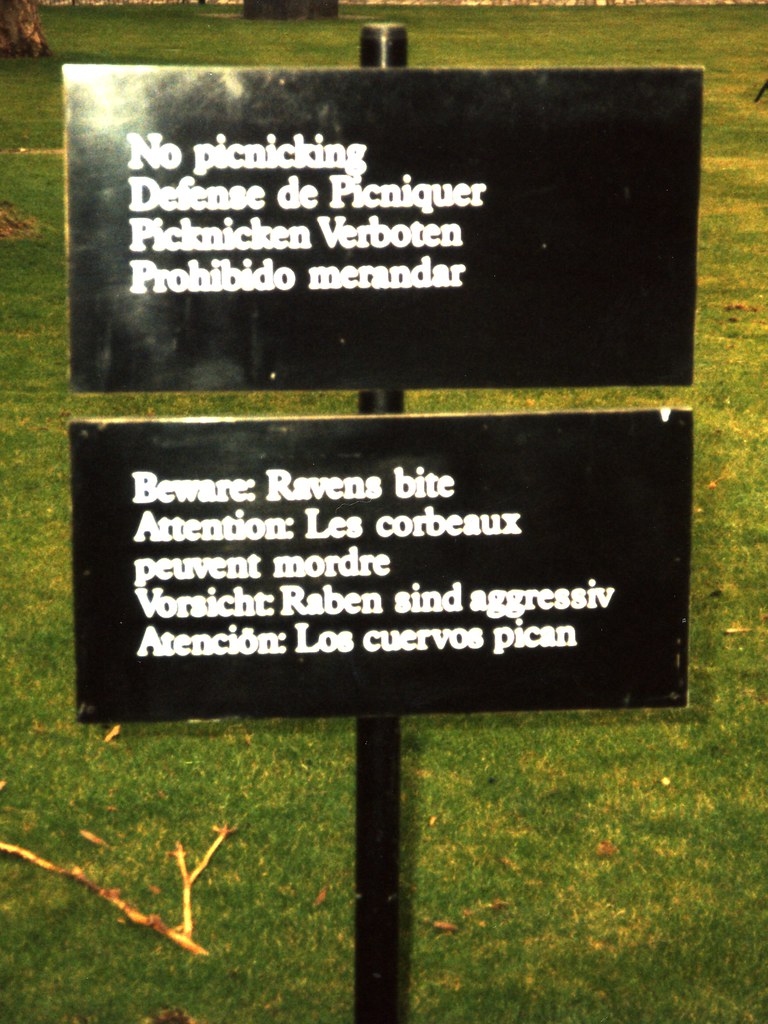 No picnicking
Defense de Picniquer
Picknicken Verboten
Prohibido merandar
Beware: Ravens bite
Attention: Les corbeaux
peuvent mordre
Vorsicht: Raben sind aggressiv
Atención: Los cuervos pican